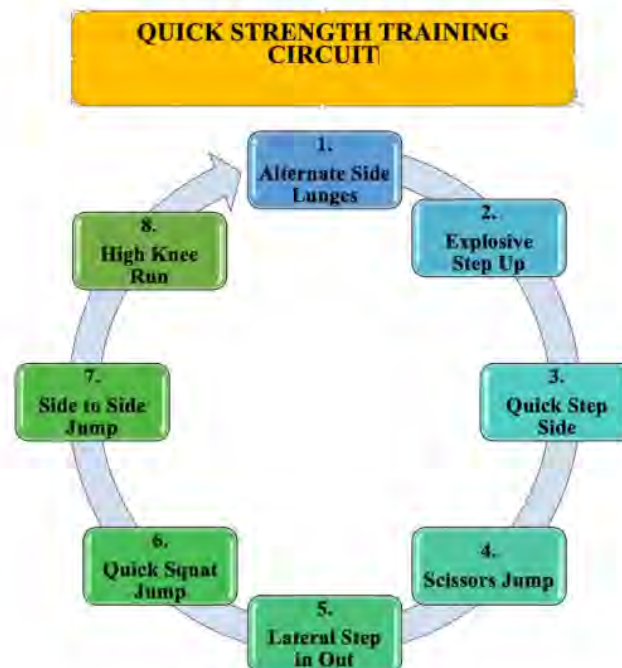 QUICK STRENGTH TRAINING
CIRCUIT
1.
Alternate Side
Lunges
2.
Explosive
Step Up
3.
Quick Step
Side
4.
Scissors Jump
5.
Lateral Step
in Out
6.
Quick Squat
Jump
7.
Side to Side
Jump
8.
High Knee
Run